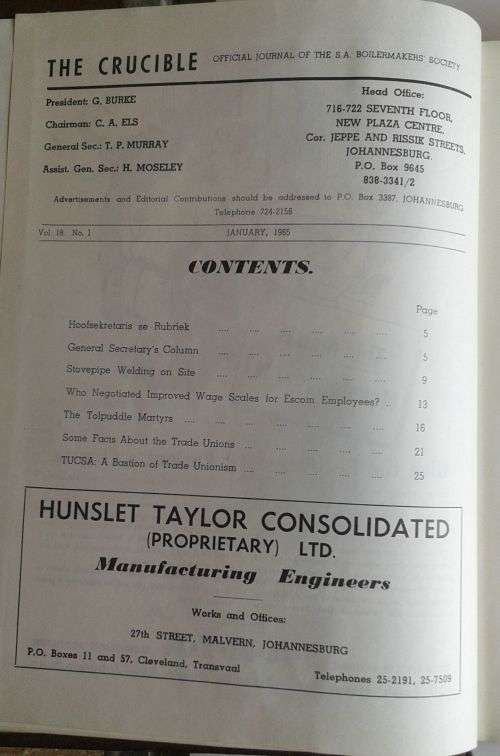 THE CRUCIBLE OFFICIAL JOURNAL OF THE S.A. BOILERMAKERS' SOCIETY
President: G. BURKE
Chairman: C. A. ELS
General Sec.: T. P. MURRAY
Assist. Gen. Sec.: H. MOSELEY
Head Office:
716-722 SEVENTH FLOOR,
NEW PLAZA CENTRE,
Cor. JEPPE AND RISSIK STREETS,
JOHANNESBURG.
P.O. Box 9645
838-3341/2
Advertisements and Editorial Contributions should be addressed to P.O. Box 3387, JOHANNESBURG
Telephone 724-2156
Vol. 18. No. 1 JANUARY, 1965
CONTENTS.
Page
Hoofsekretaris se Rubriek .... .... .... .... .... .... 5
General Secretary's Column .... .... .... .... .... .... 5
Stovepipe Welding on Site .... .... .... .... .... .... 9
Who Negotiated Improved Wage Scales for Escom Employees? .. 13
The Tolpuddle Martyrs .... .... .... .... .... .... .... 16
Some Facts About the Trade Unions ... .... .... .... .... 21
TUCSA: A Bastion of Trade Unionism .... .... .... .... .... 25
HUNSLET TAYLOR CONSOLIDATED
(PROPRIETARY) LTD.
Manufacturing Engineers
Works and Offices:
27th STREET, MALVERN, JOHANNESBURG
P.O. Boxes 11 and 57, Cleveland, Transvaal
Telephones 25-2191, 25-7509